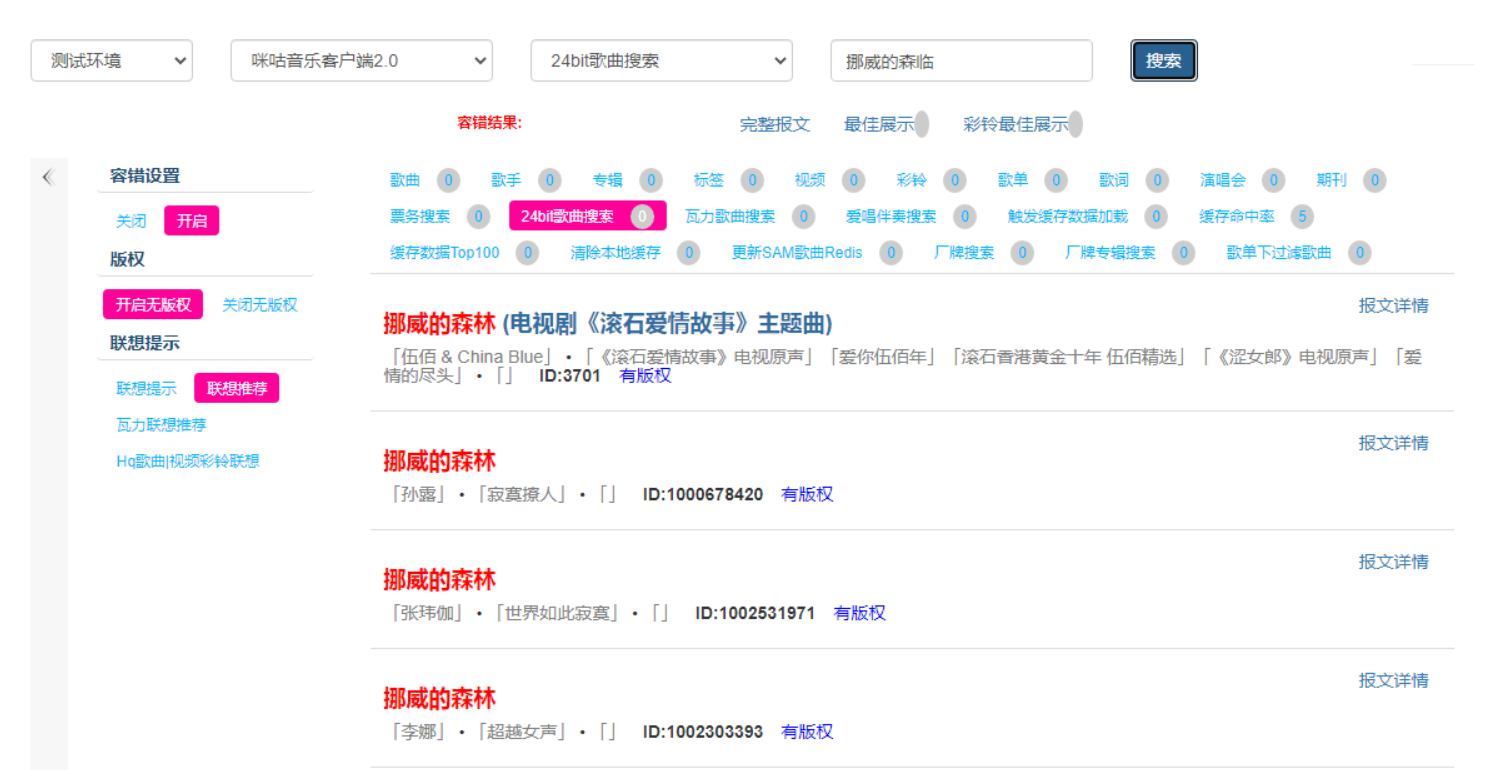 测试环境 咪咕音乐客户端2.0 24bit歌曲搜索 挪威的森临 搜索
容错结果: 完整报文 最佳展示 彩铃最佳展示
容错设置
关闭 开启
版权
开启无版权 关闭无版权
联想提示
联想提示 联想推荐
瓦力联想推荐
Hq歌曲|视频彩铃联想
歌曲 0 歌手 0 专辑 0 标签 0 视频 0 彩铃 0 歌单 0 歌词 0 演唱会 0 期刊 0
票务搜索 0 24bit歌曲搜索 0 瓦力歌曲搜索 0 爱唱伴奏搜索 0 触发缓存数据加载 0 缓存命中率 5
缓存数据Top100 0 清除本地缓存 0 更新SAM歌曲Redis 0 厂牌搜索 0 厂牌专辑搜索 0 歌单下过滤歌曲 0
报文详情
挪威的森林 (电视剧《滚石爱情故事》主题曲)
「伍佰 & China Blue」 • 「《滚石爱情故事》电视原声」「爱你伍佰年」「滚石香港黄金十年 伍佰精选」「《涩女郎》电视原声」「爱
情的尽头」 • 「」 ID:3701 有版权
报文详情
挪威的森林
「孙露」 • 「寂寞撩人」 • 「」 ID:1000678420 有版权
报文详情
挪威的森林
「张玮伽」 • 「世界如此寂寞」 • 「」 ID:1002531971 有版权
报文详情
挪威的森林
「李娜」 • 「超越女声」 • 「」 ID:1002303393 有版权